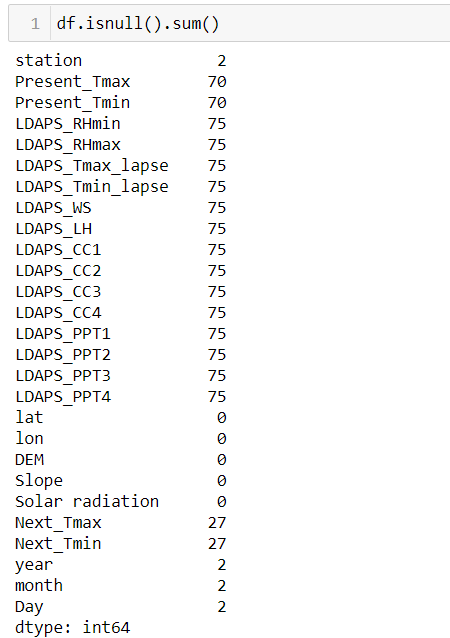 1 df.isnull().sum()
station 2
Present_Tmax 70
Present_Tmin 70
LDAPS_RHmin 75
LDAPS_RHmax 75
LDAPS_Tmax_lapse 75
LDAPS_Tmin_lapse 75
LDAPS_WS 75
LDAPS_LH 75
LDAPS_CC1 75
LDAPS_CC2 75
LDAPS_CC3 75
LDAPS_CC4 75
LDAPS_PPT1 75
LDAPS_PPT2 75
LDAPS_PPT3 75
LDAPS_PPT4 75
lat 0
lon 0
DEM 0
Slope 0
Solar radiation 0
Next_Tmax 27
Next_Tmin 27
year 2
month 2
Day 2
dtype: int64